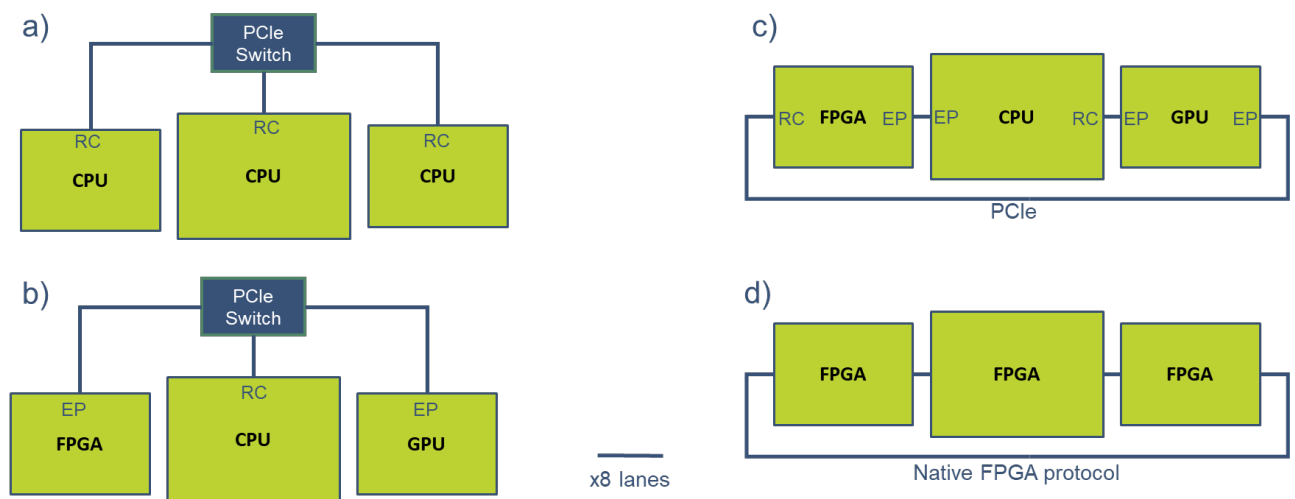 a)
PCIe
Switch
RC
CPU
RC
CPU
RC
CPU
b)
PCIe
Switch
EP
FPGA
RC
CPU
EP
GPU
x8 lanes
c)
RC FPGA EP
EP CPU RC
EP GPU EP
PCIe
d)
FPGA
FPGA
FPGA
Native FPGA protocol